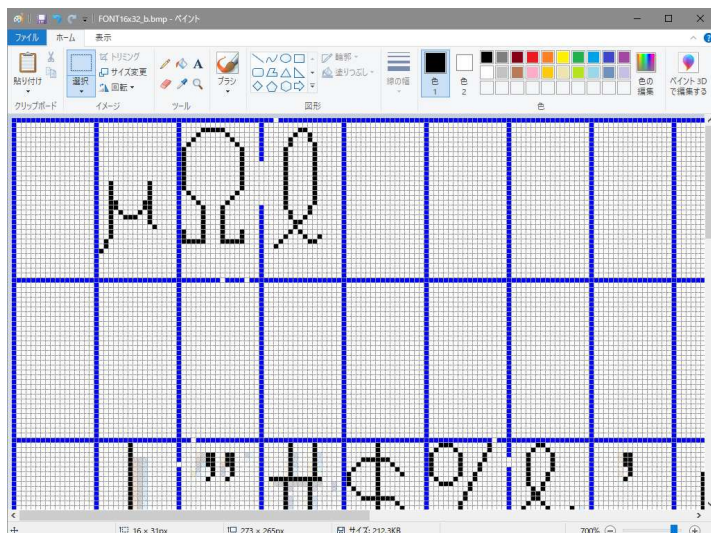 FONT16x32_b.bmp - ペイント
ファイル ホーム 表示
貼り付け 選択 トリミング サイズ変更 回転 A ブラシ 輪郭 塗りつぶし 線の幅 色 1 色 2 色の編集 ペイント 3D で編集する
クリップボード イメージ ツール 図形 色
μ Ω ℓ
" # $ % & '
16 × 31px 273 × 265px サイズ: 212.3KB 700%